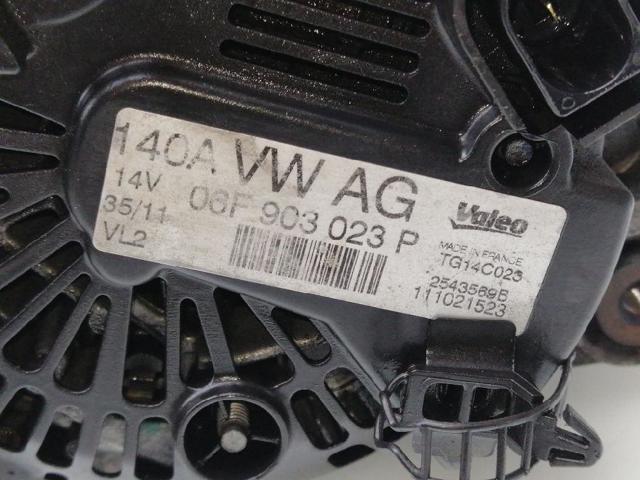 140A VW AG
14V 06F 903 023 P
35/11
VL2
Valeo
MADE IN FRANCE
TG14C023
2543569B
111021523